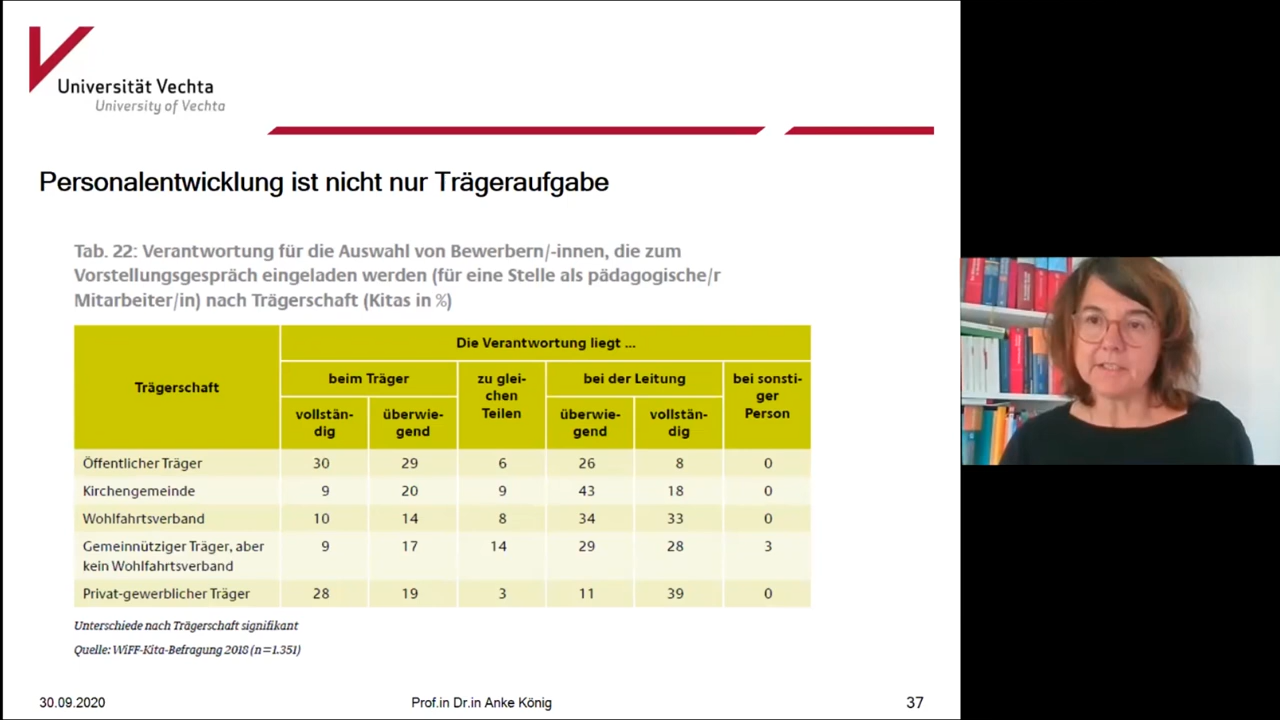 Universität Vechta
University of Vechta
Personalentwicklung ist nicht nur Trägeraufgabe
Tab. 22: Verantwortung für die Auswahl von Bewerbern/-innen, die zum
Vorstellungsgespräch eingeladen werden (für eine Stelle als pädagogische/r
Mitarbeiter/in) nach Trägerschaft (Kitas in %)
Trägerschaft
Die Verantwortung liegt ...
beim Träger
zu glei-
chen
Teilen
bei der Leitung
bei sonsti-
ger
Person
vollstän-
dig
überwie-
gend
überwie-
gend
vollstän-
dig
Öffentlicher Träger 30 29 6 26 8 0
Kirchengemeinde 9 20 9 43 18 0
Wohlfahrtsverband 10 14 8 34 33 0
Gemeinnütziger Träger, aber
kein Wohlfahrtsverband 9 17 14 29 28 3
Privat-gewerblicher Träger 28 19 3 11 39 0
Unterschiede nach Trägerschaft signifikant
Quelle: WiFF-Kita-Befragung 2018 (n=1.351)
30.09.2020 Prof.in Dr.in Anke König 37